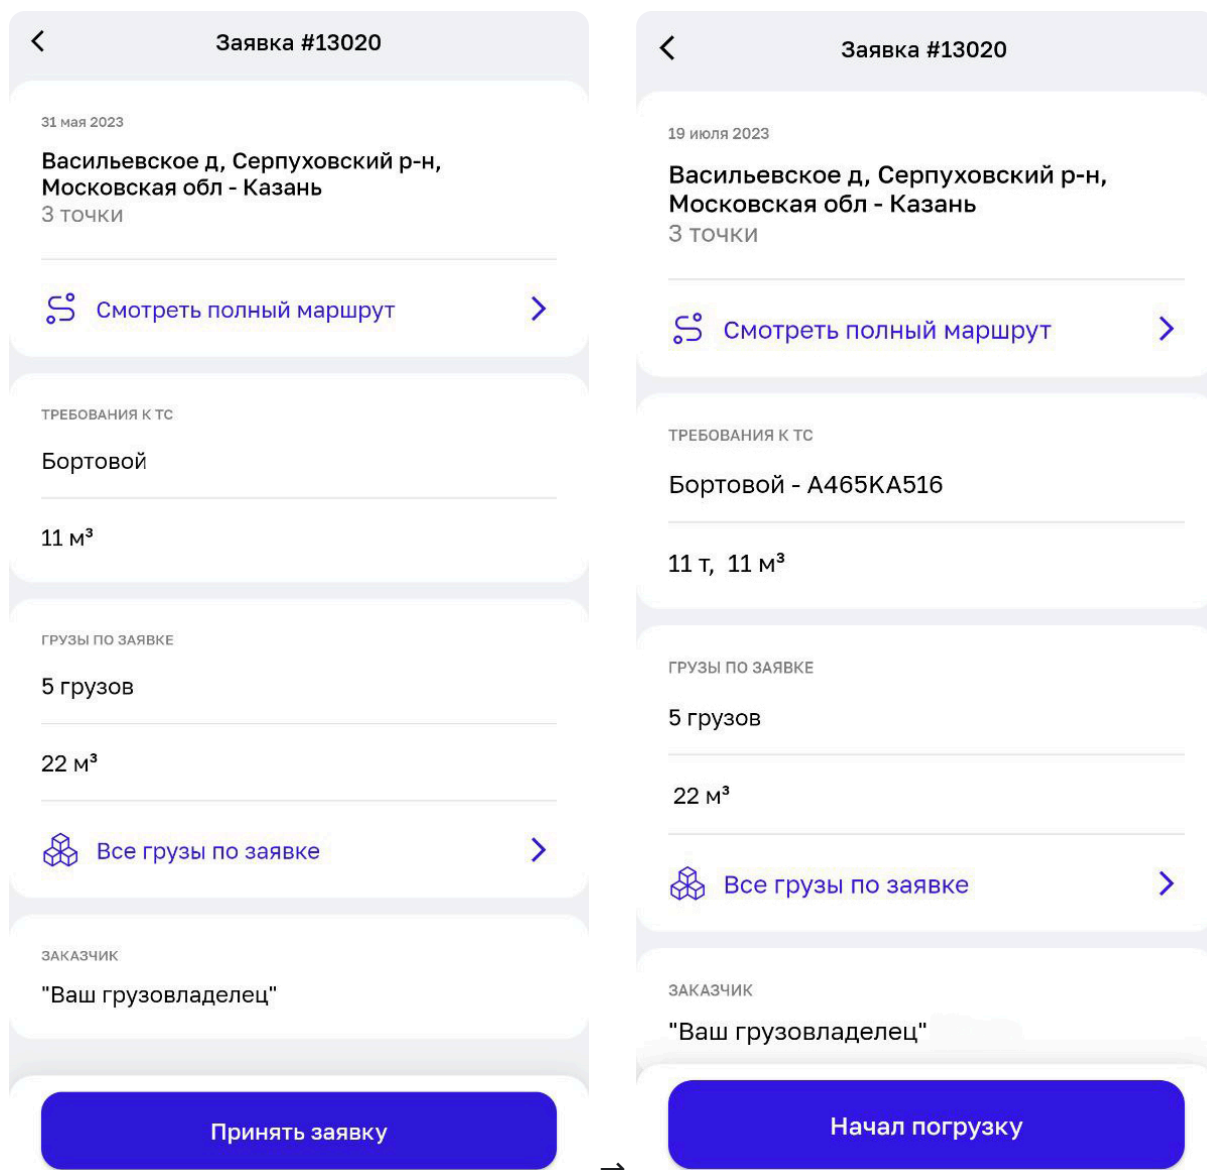 Заявка #13020
31 мая 2023
Васильевское д, Серпуховский р-н,
Московская обл - Казань
3 точки
Смотреть полный маршрут
ТРЕБОВАНИЯ К ТС
Бортовой
11 м³
ГРУЗЫ ПО ЗАЯВКЕ
5 грузов
22 м³
Все грузы по заявке
ЗАКАЗЧИК
"Ваш грузовладелец"
Принять заявку
→
Заявка #13020
19 июля 2023
Васильевское д, Серпуховский р-н,
Московская обл - Казань
3 точки
Смотреть полный маршрут
ТРЕБОВАНИЯ К ТС
Бортовой - А465КА516
11 т, 11 м³
ГРУЗЫ ПО ЗАЯВКЕ
5 грузов
22 м³
Все грузы по заявке
ЗАКАЗЧИК
"Ваш грузовладелец"
Начал погрузку